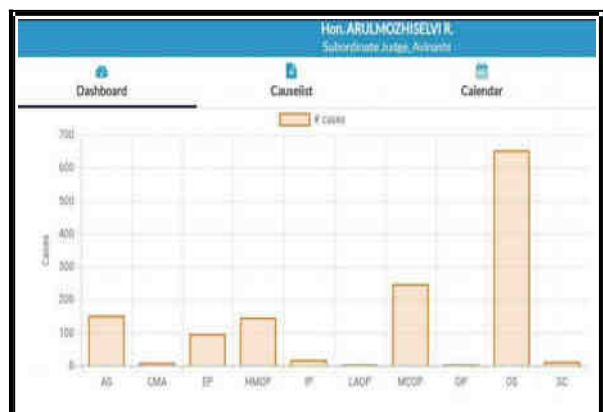 Hon. ARULMOZHISELVI R.
Subordinate Judge, Avinashi
Dashboard
Causelist
Calendar
# cases
700
600
500
400
300
200
100
0
Cases
AS
CMA
EP
HMOP
IP
LAOP
MCOP
OP
OS
SC